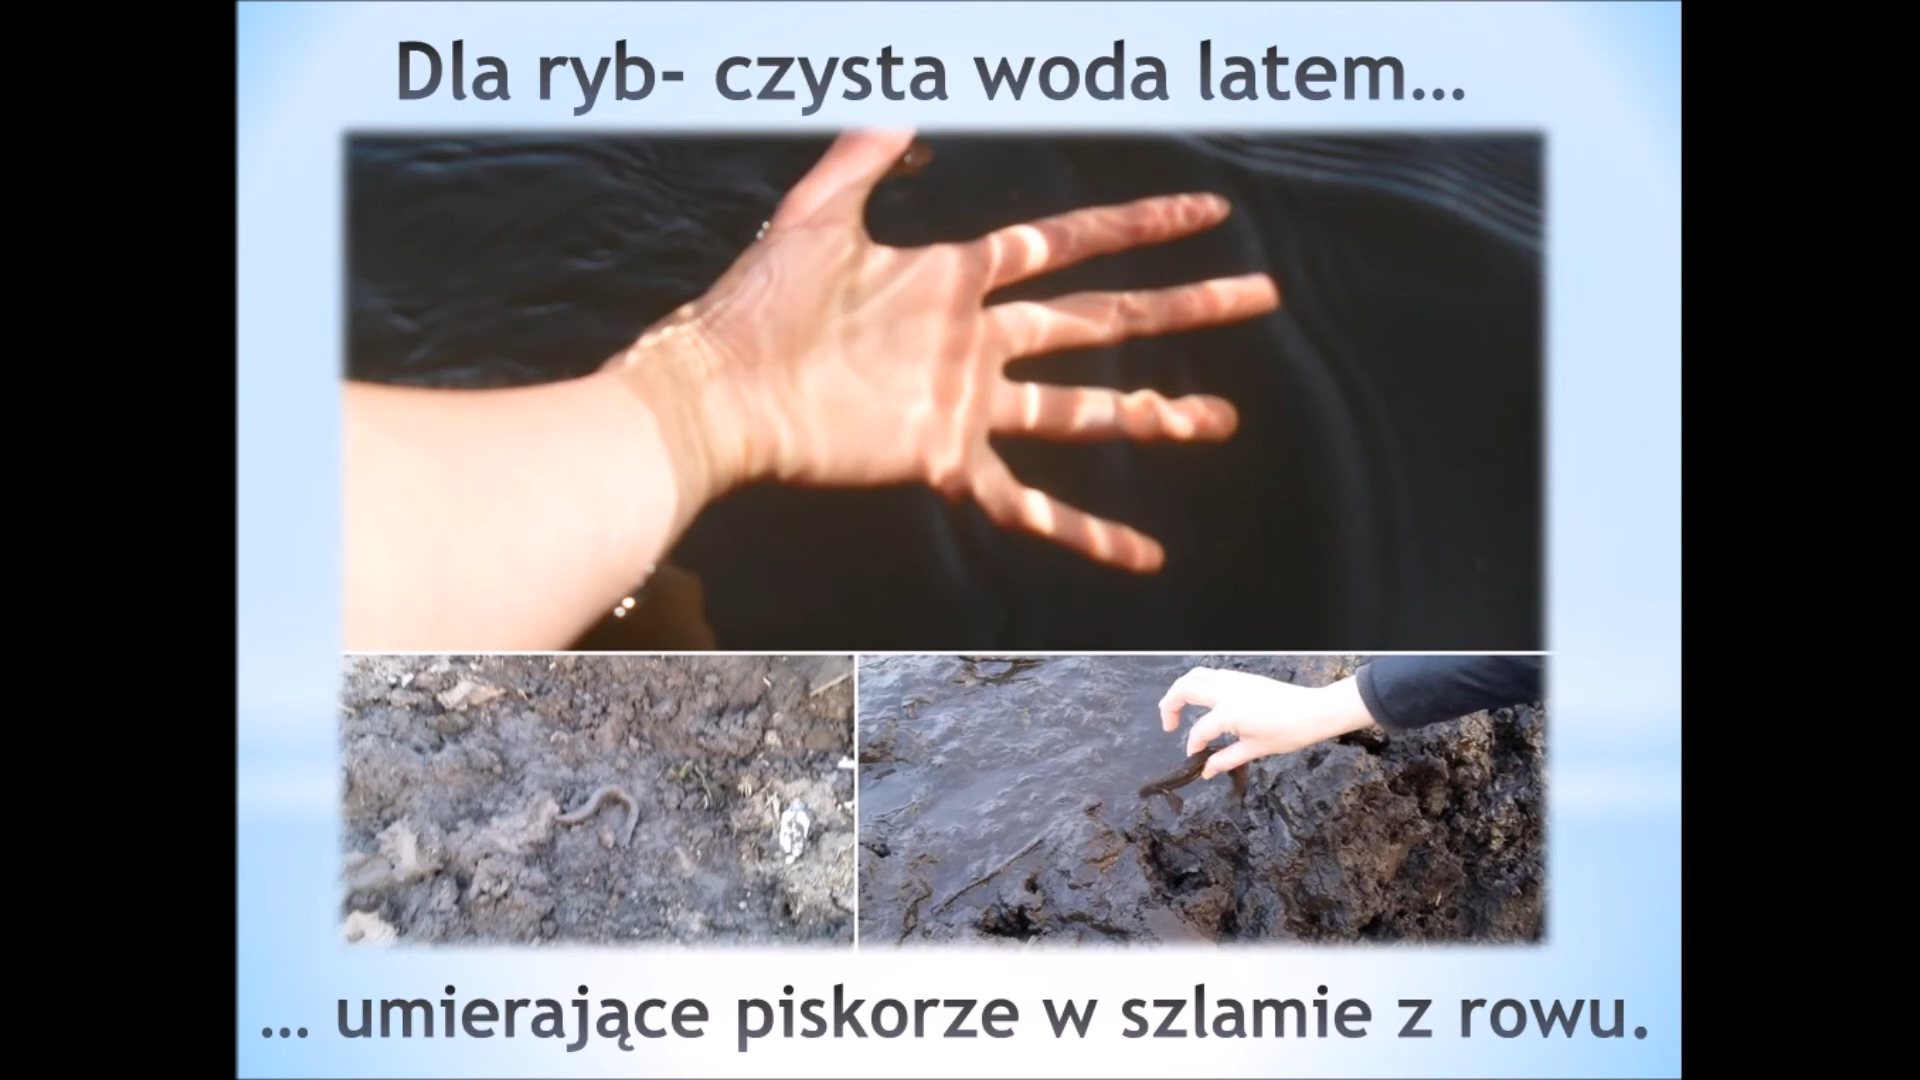 Dla ryb- czysta woda latem…
… umierające piskorze w szlamie z rowu.